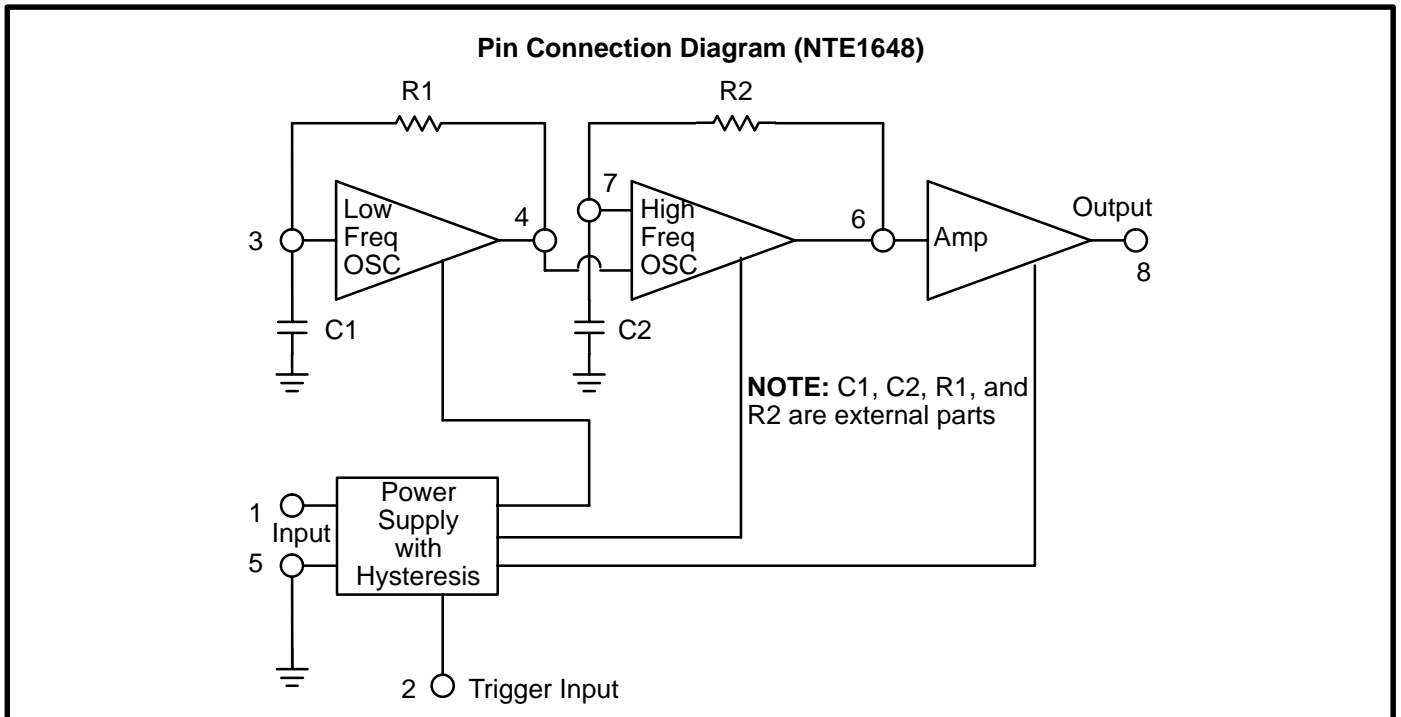 Pin Connection Diagram (NTE1648)
R1
R2
7
Low
Freq
OSC
High
Freq
OSC
Amp
3
4
6
Output
8
C1
C2
NOTE: C1, C2, R1, and
R2 are external parts
1
Input
5
Power
Supply
with
Hysteresis
2
Trigger Input